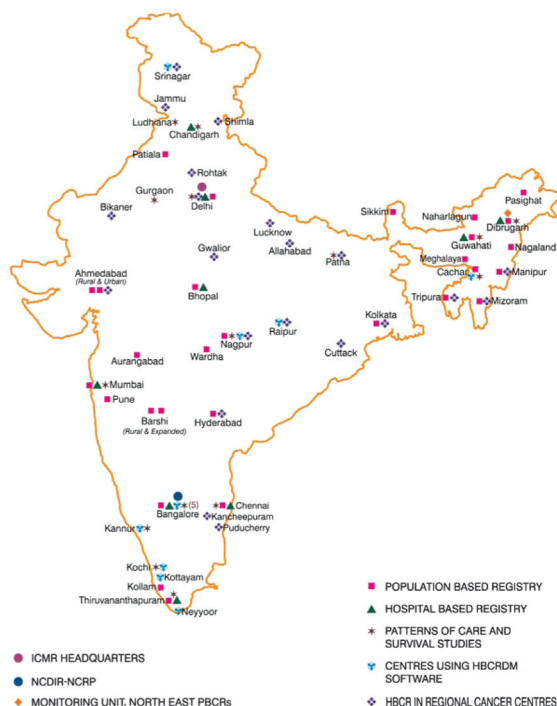 Srinagar
Jammu
Ludhiana
Chandigarh
Shimla
Patiala
Rohtak
Gurgaon
Delhi
Bikaner
Lucknow
Allahabad
Gwalior
Patna
Sikkim
Naharlagun
Pasighat
Dibrugarh
Guwahati
Nagaland
Meghalaya
Cachar
Manipur
Tripura
Mizoram
Ahmedabad
(Rural & Urban)
Bhopal
Kolkata
Raipur
Nagpur
Wardha
Cuttack
Aurangabad
Mumbai
Pune
Barshi
(Rural & Expanded)
Hyderabad
(5)
Bangalore
Chennai
Kancheepuram
Puducherry
Kannur
Kochi
Kottayam
Kollam
Thiruvananthapuram
Neyyoor
POPULATION BASED REGISTRY
HOSPITAL BASED REGISTRY
PATTERNS OF CARE AND
SURVIVAL STUDIES
CENTRES USING HBCRDM
SOFTWARE
HBCR IN REGIONAL CANCER CENTRES
ICMR HEADQUARTERS
NCDIR-NCRP
MONITORING UNIT, NORTH EAST PBCRs